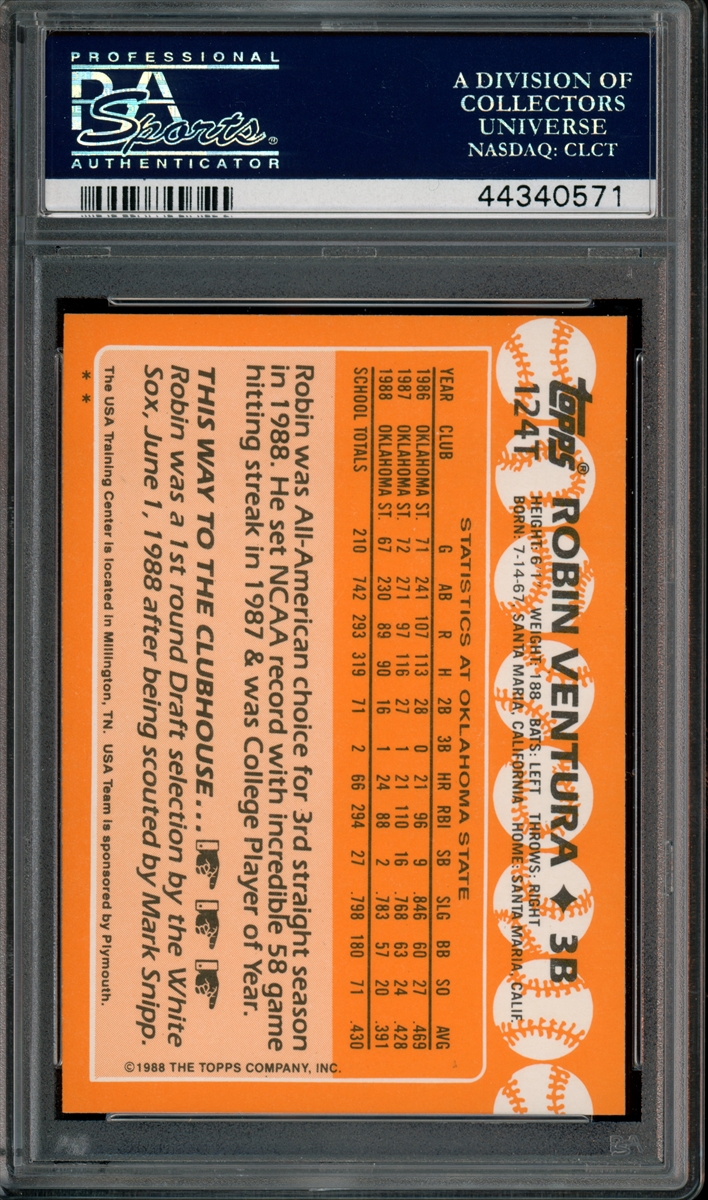 PROFESSIONAL
PSA
Sports®
AUTHENTICATOR
A DIVISION OF
COLLECTORS
UNIVERSE
NASDAQ: CLCT
44340571
topps®
124T
ROBIN VENTURA ◆ 3B
HEIGHT: 6'1" WEIGHT: 188 BATS: LEFT THROWS: RIGHT
BORN: 7-14-67, SANTA MARIA, CALIFORNIA HOME: SANTA MARIA, CALIF.
STATISTICS AT OKLAHOMA STATE
YEAR CLUB G AB R H 2B 3B HR RBI SB SLG BB SO AVG
1986 OKLAHOMA ST. 71 241 107 113 28 0 21 96 9 .846 60 27 .469
1987 OKLAHOMA ST. 72 271 97 116 27 1 21 110 16 .768 63 24 .428
1988 OKLAHOMA ST. 67 230 89 90 16 1 24 88 2 .783 57 20 .391
SCHOOL TOTALS 210 742 293 319 71 2 66 294 27 .798 180 71 .430
Robin was All-American choice for 3rd straight season
in 1988. He set NCAA record with incredible 58 game
hitting streak in 1987 & was College Player of Year.
THIS WAY TO THE CLUBHOUSE...
Robin was a 1st round Draft selection by the White
Sox, June 1, 1988 after being scouted by Mark Snipp.
©1988 THE TOPPS COMPANY, INC.
The USA Training Center is located in Millington, TN. USA Team is sponsored by Plymouth.
* *
PSA